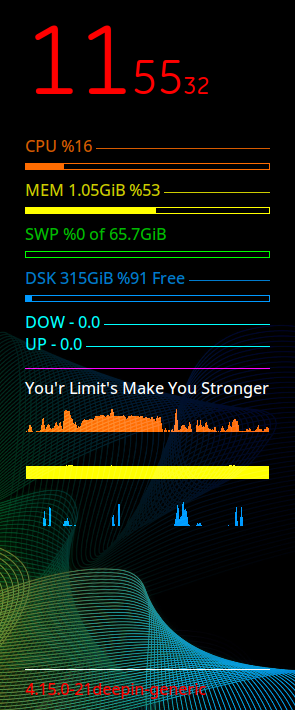 11 55 32
CPU %16
MEM 1.05GiB %53
SWP %0 of 65.7GiB
DSK 315GiB %91 Free
DOW - 0.0
UP - 0.0
You'r Limit's Make You Stronger
4.15.0-21deepin-generic